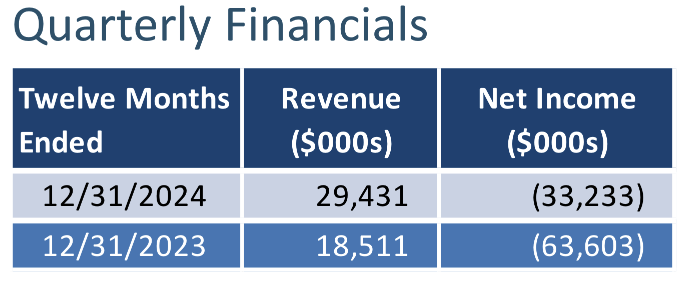 Quarterly Financials
Twelve Months Ended Revenue ($000s) Net Income ($000s)
12/31/2024 29,431 (33,233)
12/31/2023 18,511 (63,603)